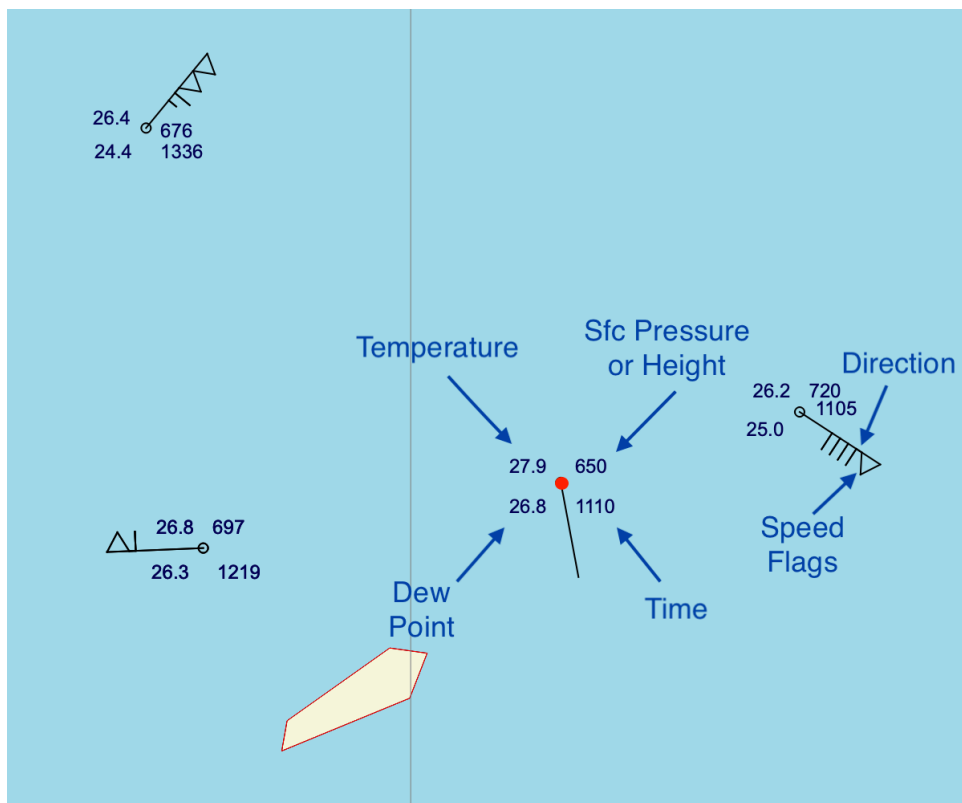 26.4
676
24.4 1336
Sfc Pressure
or Height
Temperature
Direction
26.2 720
1105
25.0
27.9 650
26.8 1110
Speed
Flags
26.8 697
26.3 1219
Dew
Point
Time